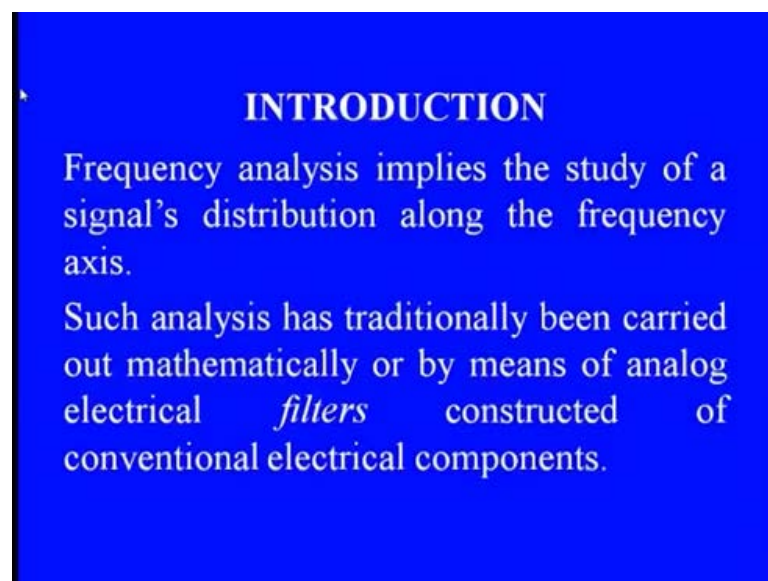 INTRODUCTION
Frequency analysis implies the study of a
signal’s distribution along the frequency
axis.
Such analysis has traditionally been carried
out mathematically or by means of analog
electrical filters constructed of
conventional electrical components.